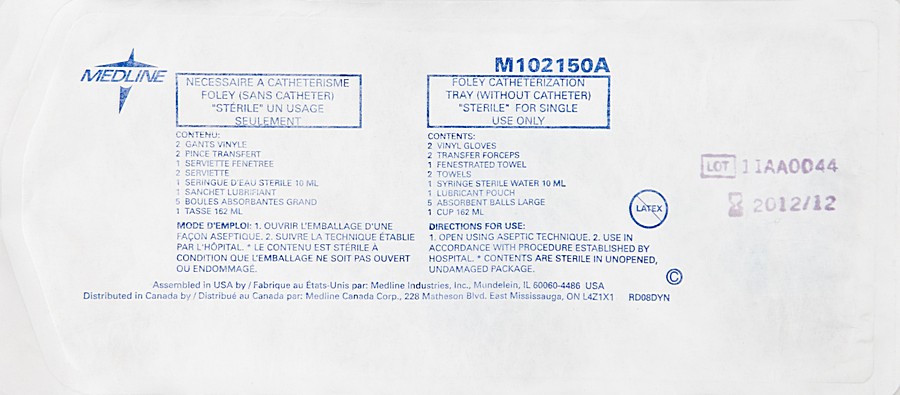 MEDLINE
NÉCESSAIRE A CATHETERISME
FOLEY (SANS CATHETER)
"STÉRILE" UN USAGE
SEULEMENT
CONTENU:
2 GANTS VINYLE
2 PINCE TRANSFERT
1 SERVIETTE FENETREE
2 SERVIETTE
1 SERINGUE D'EAU STERILE 10 ML
1 SANCHET LUBRIFIANT
5 BOULES ABSORBANTES GRAND
1 TASSE 162 ML
MODE D'EMPLOI: 1. OUVRIR L'EMBALLAGE D'UNE
FAÇON ASEPTIQUE. 2. SUIVRE LA TECHNIQUE ÉTABLIE
PAR L'HÔPITAL. * LE CONTENU EST STÉRILE À
CONDITION QUE L'EMBALLAGE NE SOIT PAS OUVERT
OU ENDOMMAGÉ.
M102150A
FOLEY CATHETERIZATION
TRAY (WITHOUT CATHETER)
"STERILE" FOR SINGLE
USE ONLY
CONTENTS:
2 VINYL GLOVES
2 TRANSFER FORCEPS
1 FENESTRATED TOWEL
2 TOWELS
1 SYRINGE STERILE WATER 10 ML
1 LUBRICANT POUCH
5 ABSORBENT BALLS LARGE
1 CUP 162 ML
DIRECTIONS FOR USE:
1. OPEN USING ASEPTIC TECHNIQUE. 2. USE IN
ACCORDANCE WITH PROCEDURE ESTABLISHED BY
HOSPITAL. * CONTENTS ARE STERILE IN UNOPENED,
UNDAMAGED PACKAGE.
LATEX
LOT 11AA0044
2012/12
©
Assembled in USA by / Fabrique au États-Unis par: Medline Industries, Inc., Mundelein, IL 60060-4486 USA
Distributed in Canada by / Distribué au Canada par: Medline Canada Corp., 228 Matheson Blvd. East Mississauga, ON L4Z1X1 RD08DYN